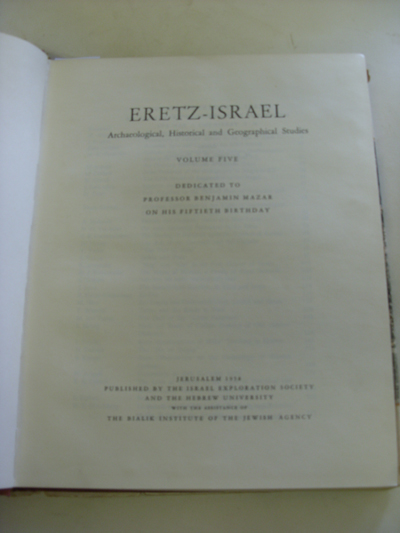 ERETZ-ISRAEL
Archaeological, Historical and Geographical Studies
VOLUME FIVE
DEDICATED TO
PROFESSOR BENJAMIN MAZAR
ON HIS FIFTIETH BIRTHDAY
JERUSALEM 1958
PUBLISHED BY THE ISRAEL EXPLORATION SOCIETY
AND THE HEBREW UNIVERSITY
WITH THE ASSISTANCE OF
THE BIALIK INSTITUTE OF THE JEWISH AGENCY